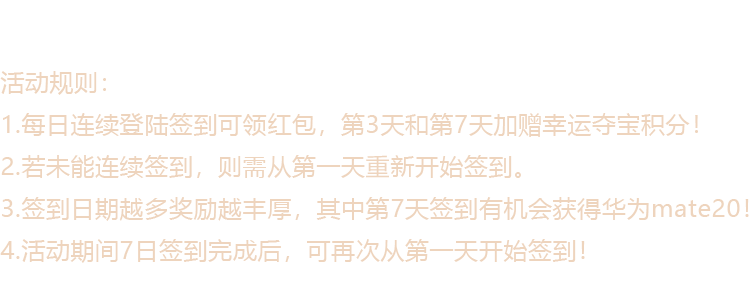 活动规则：
1.每日连续登陆签到可领红包，第3天和第7天加赠幸运夺宝积分！
2.若未能连续签到，则需从第一天重新开始签到。
3.签到日期越多奖励越丰厚，其中第7天签到有机会获得华为mate20！
4.活动期间7日签到完成后，可再次从第一天开始签到！